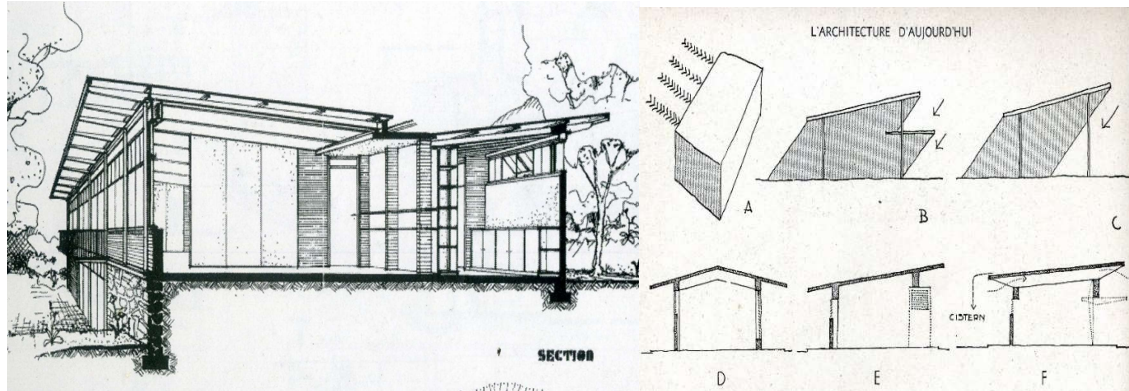 SECTION
L'ARCHITECTURE D'AUJOURD'HUI
A
B
C
CISTERN
D
E
F